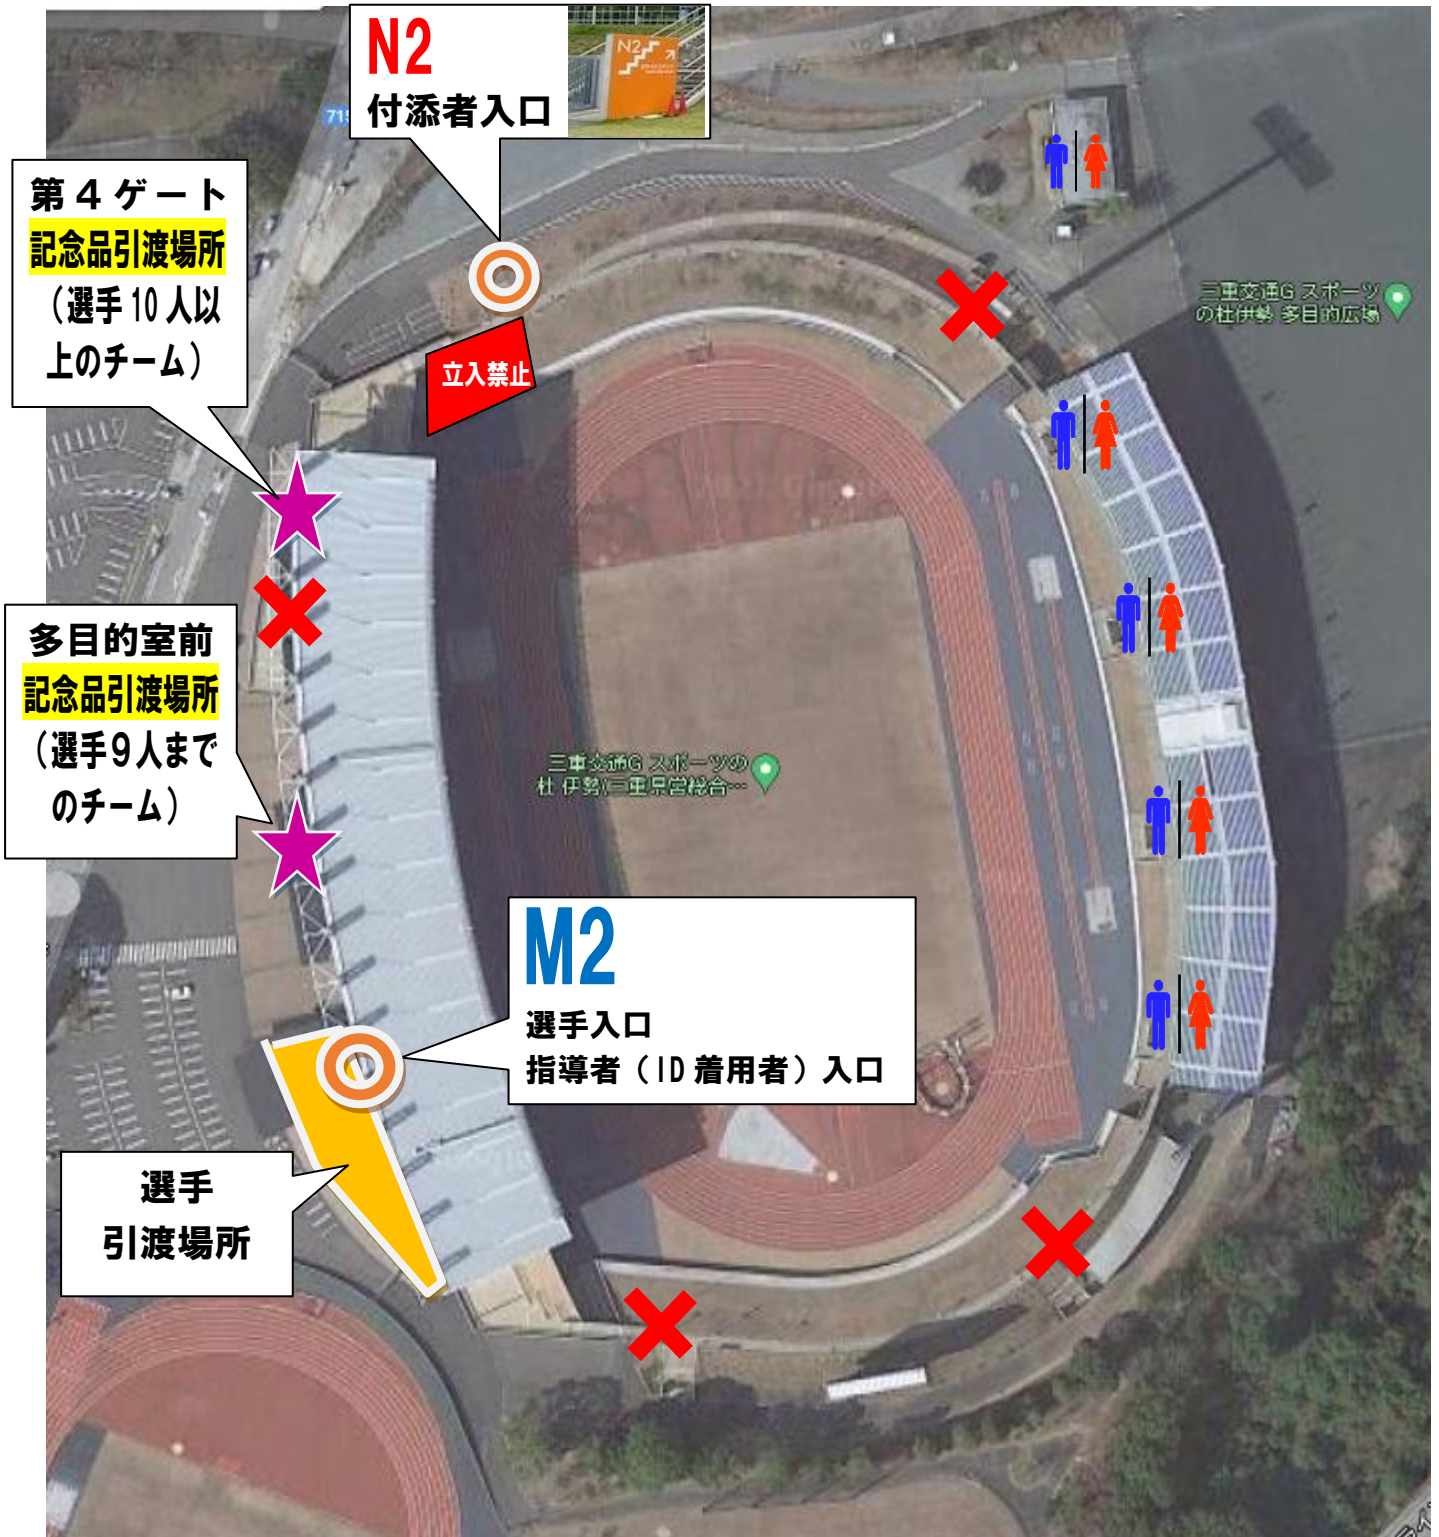 N2
付添者入口
N2
715
第4ゲート
記念品引渡場所
(選手10人以
上のチーム)
三重交通G スポーツ
の杜伊勢 多目的広場
立入禁止
多目的室前
記念品引渡場所
(選手9人まで
のチーム)
三重交通G スポーツの
杜 伊勢(三重県営総合…
M2
選手入口
指導者(ID着用者)入口
選手
引渡場所